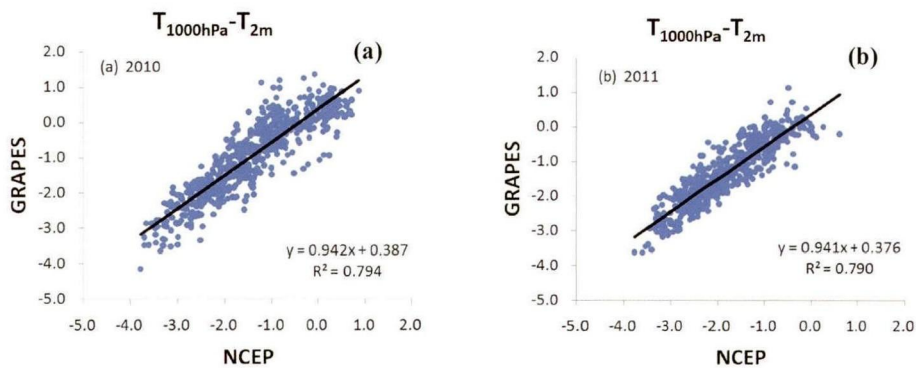 T1000hPa-T2m
(a)
(a) 2010
2.0
1.0
0.0
-1.0
-2.0
-3.0
-4.0
-5.0
GRAPES
y = 0.942x + 0.387
R² = 0.794
-5.0 -4.0 -3.0 -2.0 -1.0 0.0 1.0 2.0
NCEP
T1000hPa-T2m
(b)
(b) 2011
2.0
1.0
0.0
-1.0
-2.0
-3.0
-4.0
-5.0
GRAPES
y = 0.941x + 0.376
R² = 0.790
-5.0 -4.0 -3.0 -2.0 -1.0 0.0 1.0 2.0
NCEP